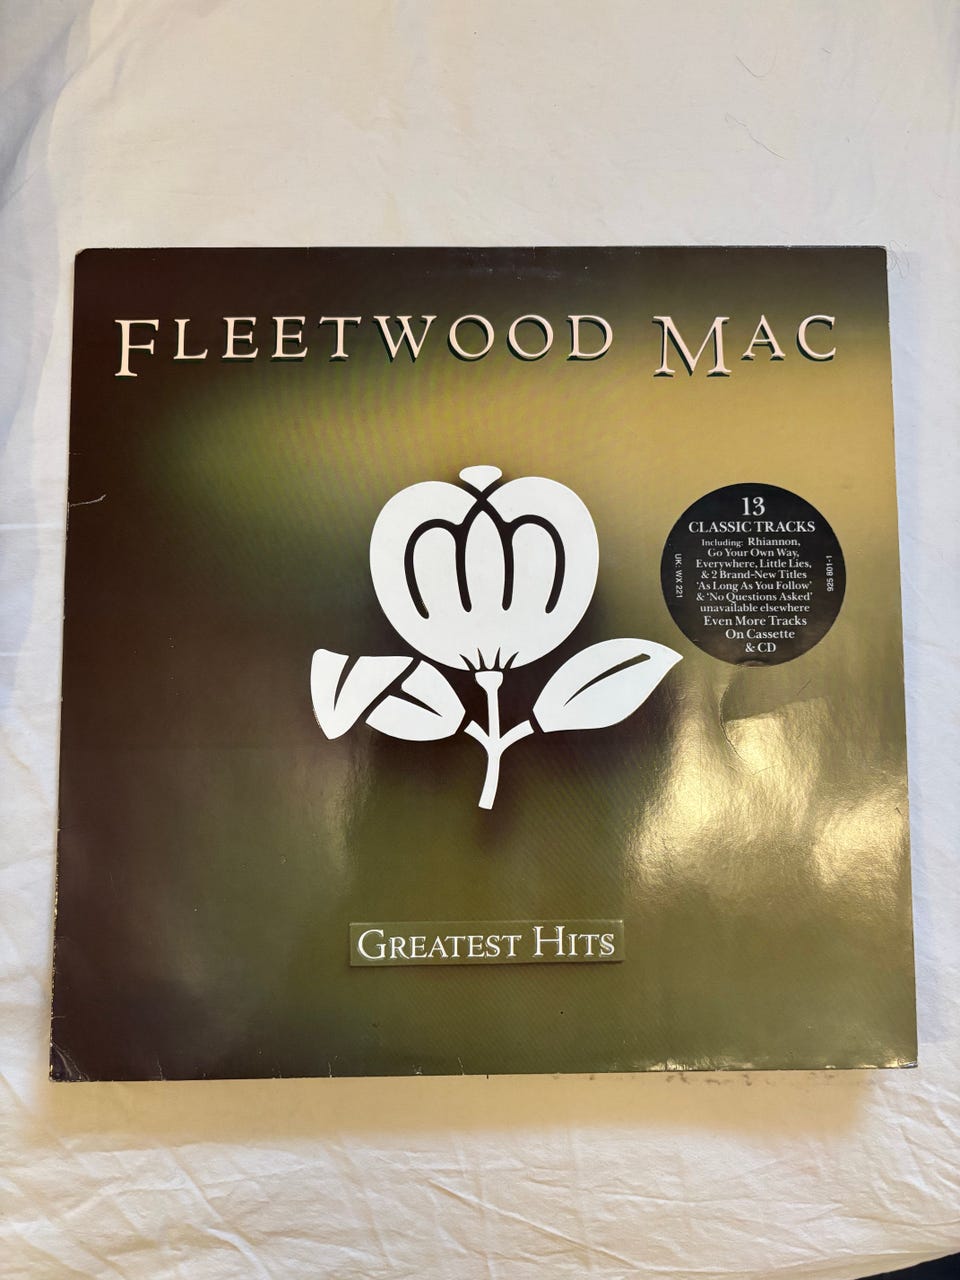 FLEETWOOD MAC
13
CLASSIC TRACKS
Including: Rhiannon,
Go Your Own Way,
Everywhere, Little Lies,
& 2 Brand-New Titles
'As Long As You Follow'
& 'No Questions Asked'
unavailable elsewhere
Even More Tracks
On Cassette
& CD
UK: WX 221
925 801-1
GREATEST HITS